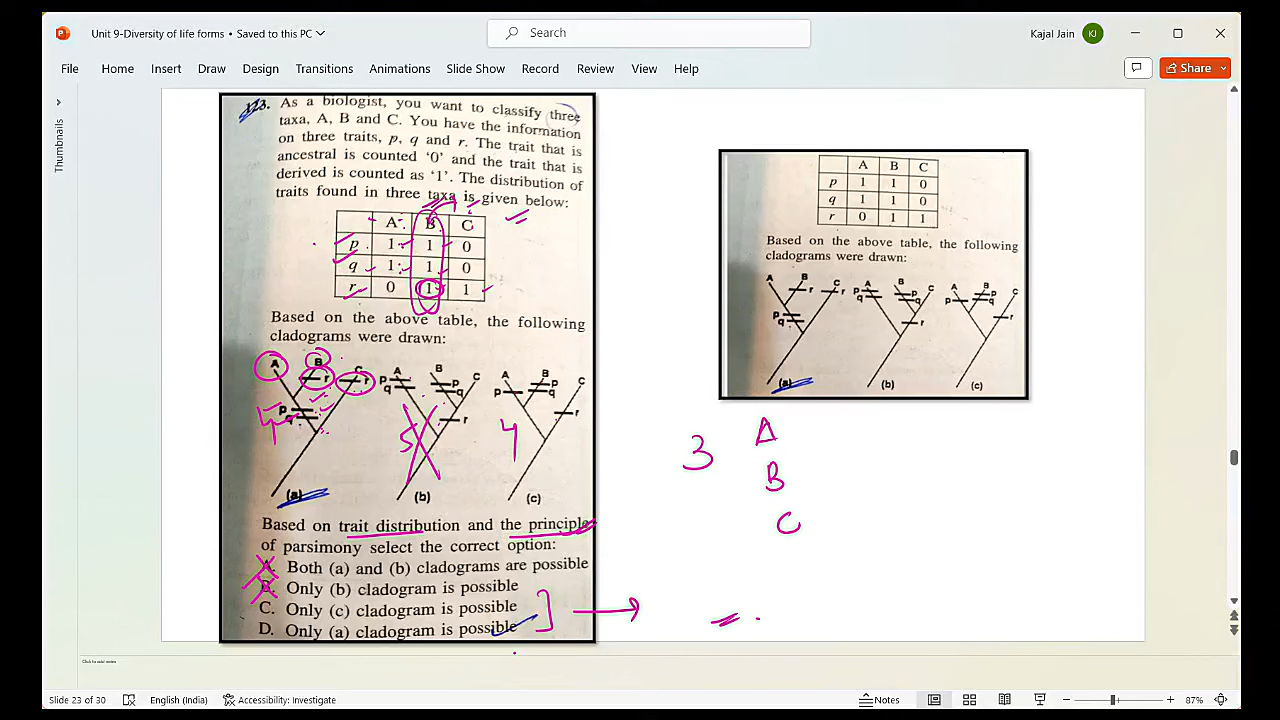 Unit 9-Diversity of life forms • Saved to this PC
Search
Kajal Jain
KJ
File Home Insert Draw Design Transitions Animations Slide Show Record Review View Help
Share
Thumbnails
123. As a biologist, you want to classify three
taxa, A, B and C. You have the information
on three traits, p, q and r. The trait that is
ancestral is counted '0' and the trait that is
derived is counted as '1'. The distribution of
traits found in three taxa is given below:
A B C
p 1 1 0
q 1 1 0
r 0 1 1
Based on the above table, the following
cladograms were drawn:
A B C A B C A B C
r r p q p q p p q
p q r r
4 5 4
(a) (b) (c)
Based on trait distribution and the principle
of parsimony select the correct option:
A. Both (a) and (b) cladograms are possible
B. Only (b) cladogram is possible
C. Only (c) cladogram is possible
D. Only (a) cladogram is possible
A B C
p 1 1 0
q 1 1 0
r 0 1 1
Based on the above table, the following
cladograms were drawn:
A B C A B C A B C
r r p q p q p p q
p q r r
(a) (b) (c)
3 A
B
C
Click to add notes
Slide 23 of 30 English (India) Accessibility: Investigate Notes 87%